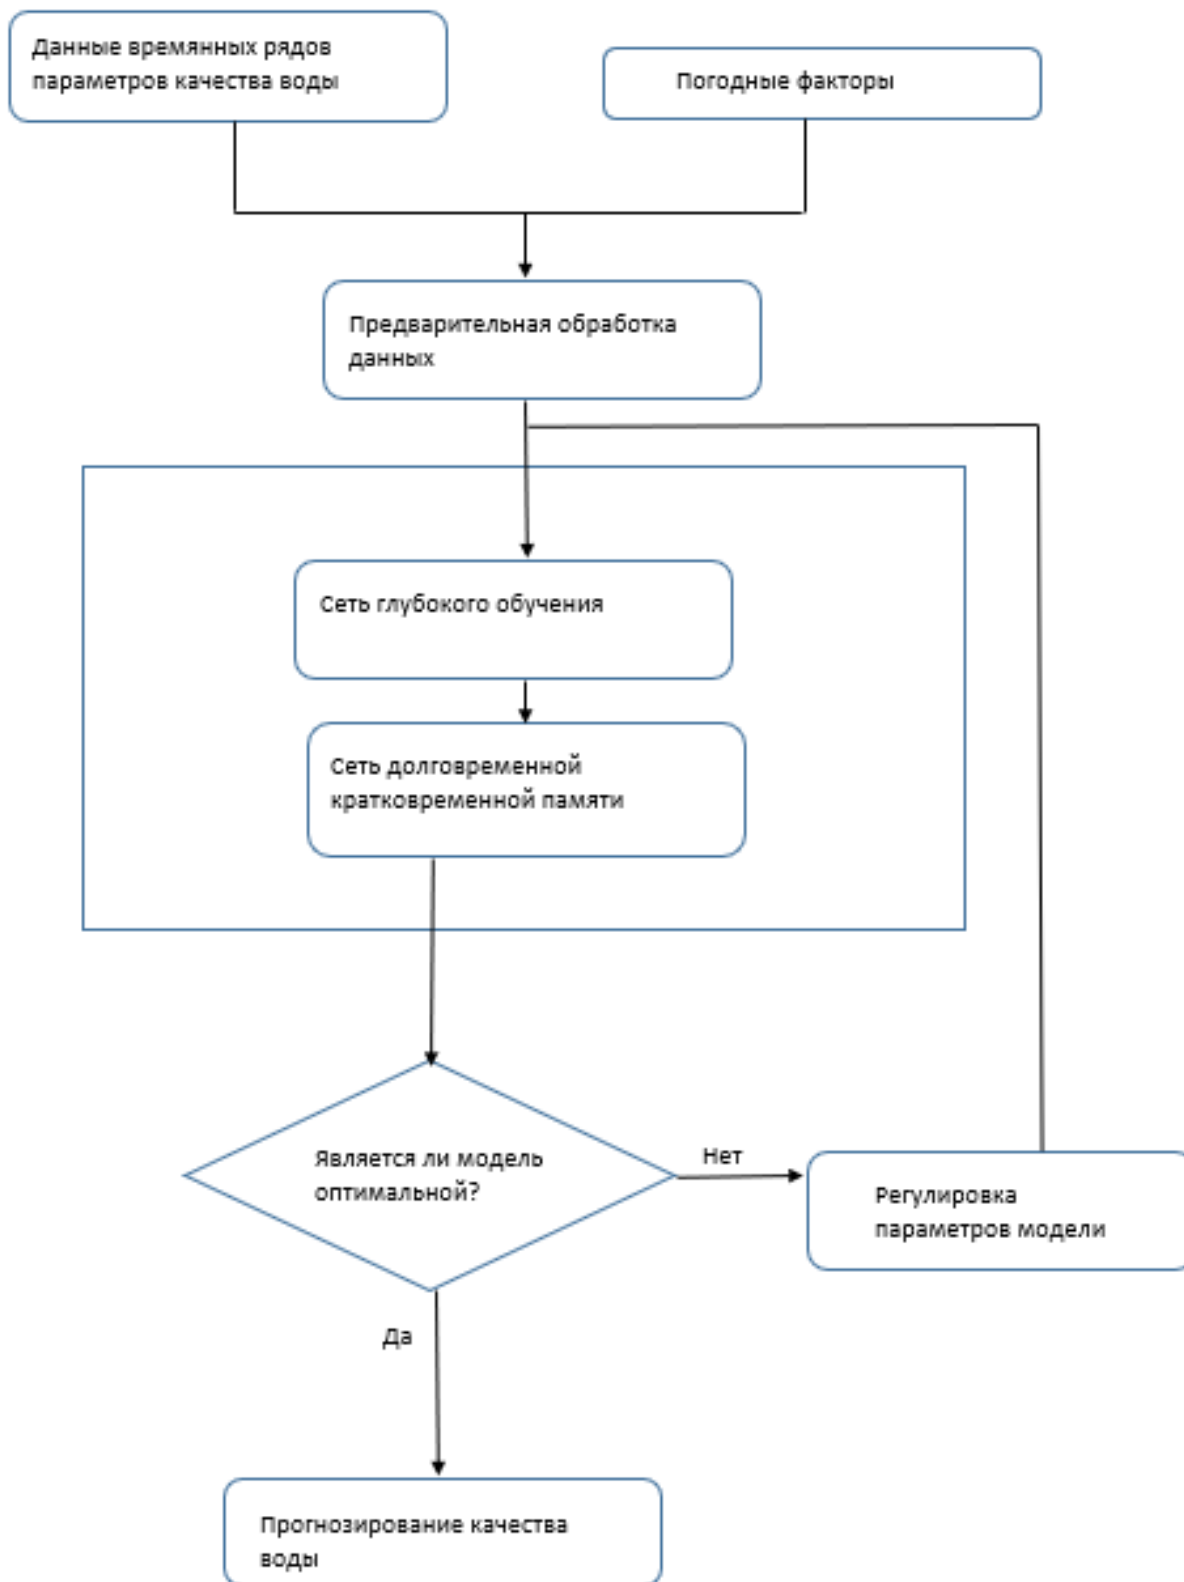 Данные времянных рядов
параметров качества воды
Погодные факторы
Предварительная обработка
данных
Сеть глубокого обучения
Сеть долговременной
кратковременной памяти
Является ли модель
оптимальной?
Нет
Регулировка
параметров модели
Да
Прогнозирование качества
воды